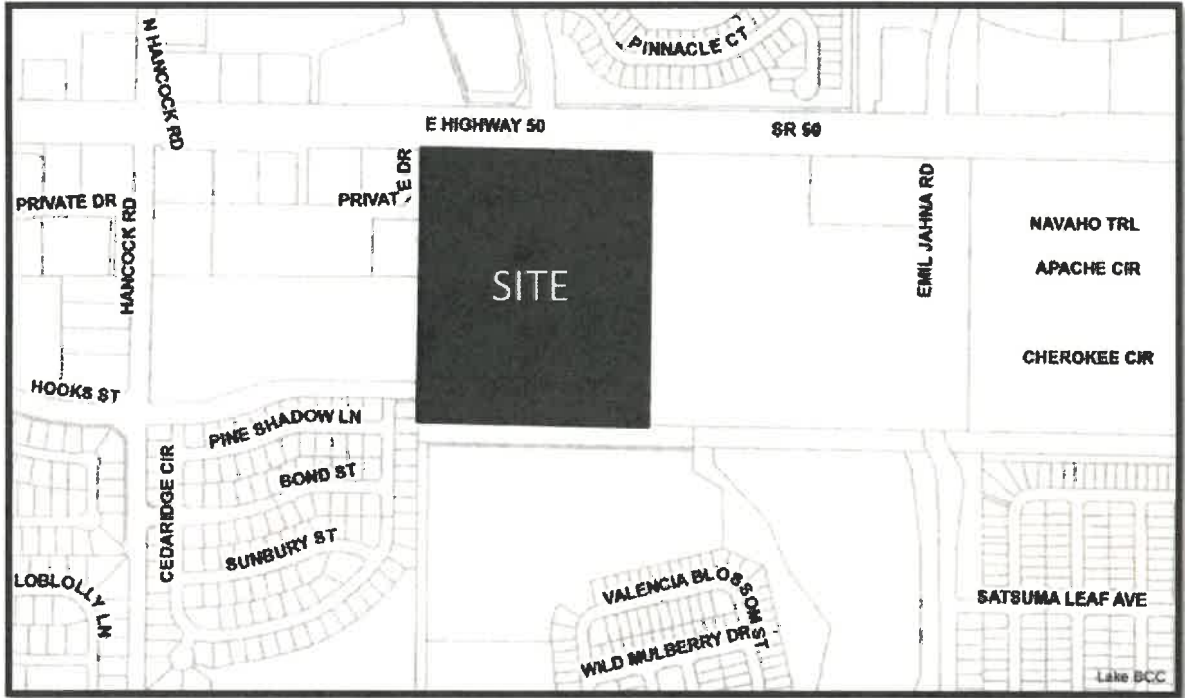 PINNACLE CT
N HANCOCK RD
E HIGHWAY 50
SR 50
PRIVATE DR
HANCOCK RD
PRIVATE DR
EMIL JAHNA RD
NAVAHO TRL
APACHE CIR
SITE
CHEROKEE CIR
HOOKS ST
PINE SHADOW LN
CEDARIDGE CIR
BOND ST
SUNBURY ST
LOBLOLLY LN
VALENCIA BLOSSOM ST
WILD MULBERRY DR
SATSUMA LEAF AVE
Lake BCC